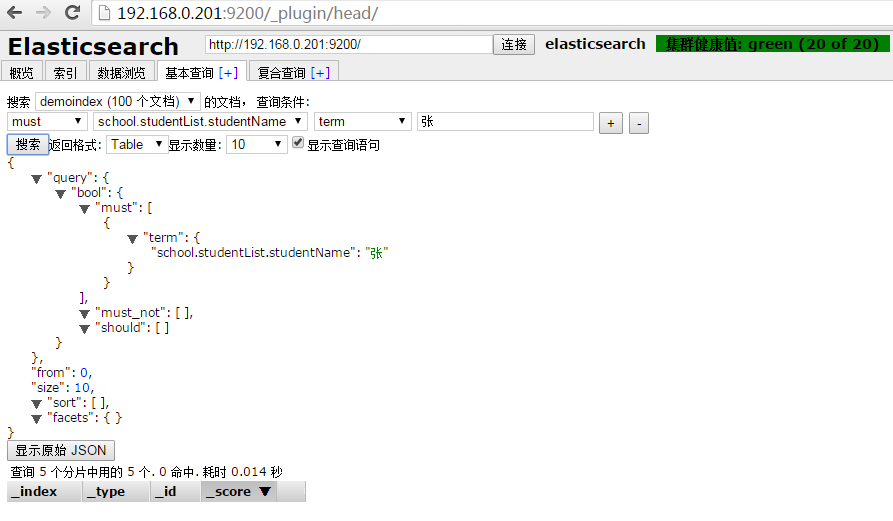 192.168.0.201:9200/_plugin/head/
Elasticsearch http://192.168.0.201:9200/ 连接 elasticsearch 集群健康值: green (20 of 20)
概览 索引 数据浏览 基本查询 [+] 复合查询 [+]
搜索 demoindex (100 个文档) 的文档， 查询条件:
must school.studentList.studentName term 张 + -
搜索 返回格式: Table 显示数量: 10 显示查询语句
{
"query": {
"bool": {
"must": [
{
"term": {
"school.studentList.studentName": "张"
}
}
],
"must_not": [ ],
"should": [ ]
}
},
"from": 0,
"size": 10,
"sort": [ ],
"facets": { }
}
显示原始 JSON
查询 5 个分片中用的 5 个. 0 命中. 耗时 0.014 秒
_index _type _id _score